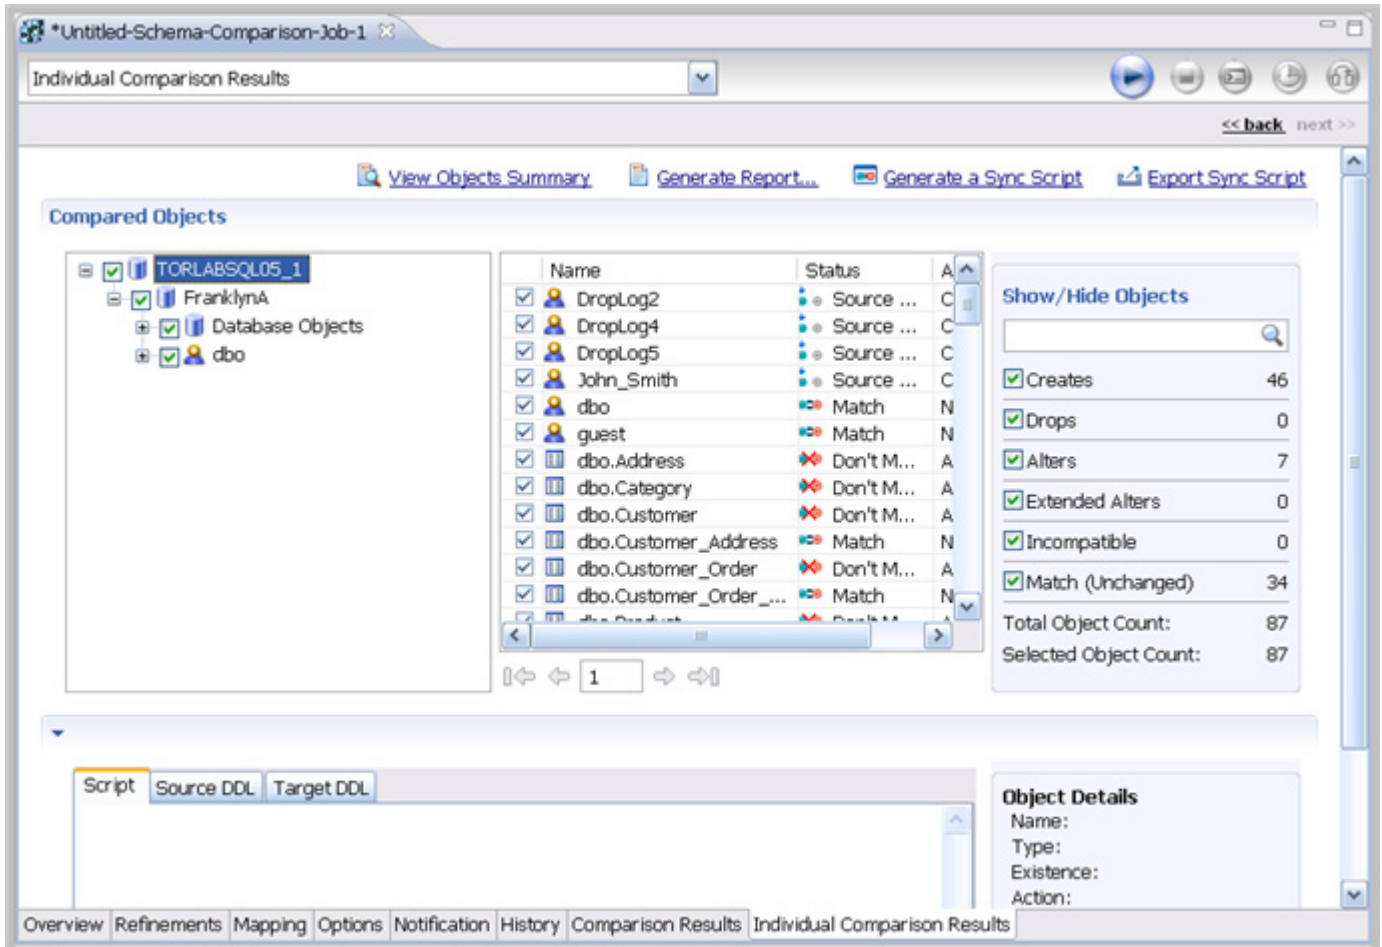 *Untitled-Schema-Comparison-Job-1
Individual Comparison Results
<< back next >>
View Objects Summary Generate Report... Generate a Sync Script Export Sync Script
Compared Objects
TORLABSQL05_1
FranklynA
Database Objects
dbo
Name Status A
DropLog2 Source ... C
DropLog4 Source ... C
DropLog5 Source ... C
John_Smith Source ... C
dbo Match N
guest Match N
dbo.Address Don't M... A
dbo.Category Don't M... A
dbo.Customer Don't M... A
dbo.Customer_Address Match N
dbo.Customer_Order Don't M... A
dbo.Customer_Order_... Match N
dbo.Product Don't M... A
1
Show/Hide Objects
Creates 46
Drops 0
Alters 7
Extended Alters 0
Incompatible 0
Match (Unchanged) 34
Total Object Count: 87
Selected Object Count: 87
Script Source DDL Target DDL
Object Details
Name:
Type:
Existence:
Action:
Overview Refinements Mapping Options Notification History Comparison Results Individual Comparison Results